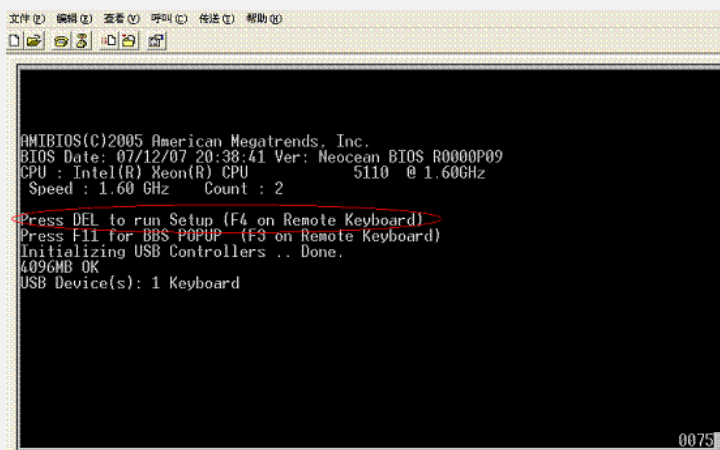 文件(F) 编辑(E) 查看(V) 呼叫(C) 传送(T) 帮助(H)
AMIBIOS(C)2005 American Megatrends, Inc.
BIOS Date: 07/12/07 20:38:41 Ver: Neocean BIOS R0000P09
CPU : Intel(R) Xeon(R) CPU 5110 @ 1.60GHz
Speed : 1.60 GHz Count : 2
Press DEL to run Setup (F4 on Remote Keyboard)
Press F11 for BBS POPUP (F3 on Remote Keyboard)
Initializing USB Controllers .. Done.
4096MB OK
USB Device(s): 1 Keyboard
0075